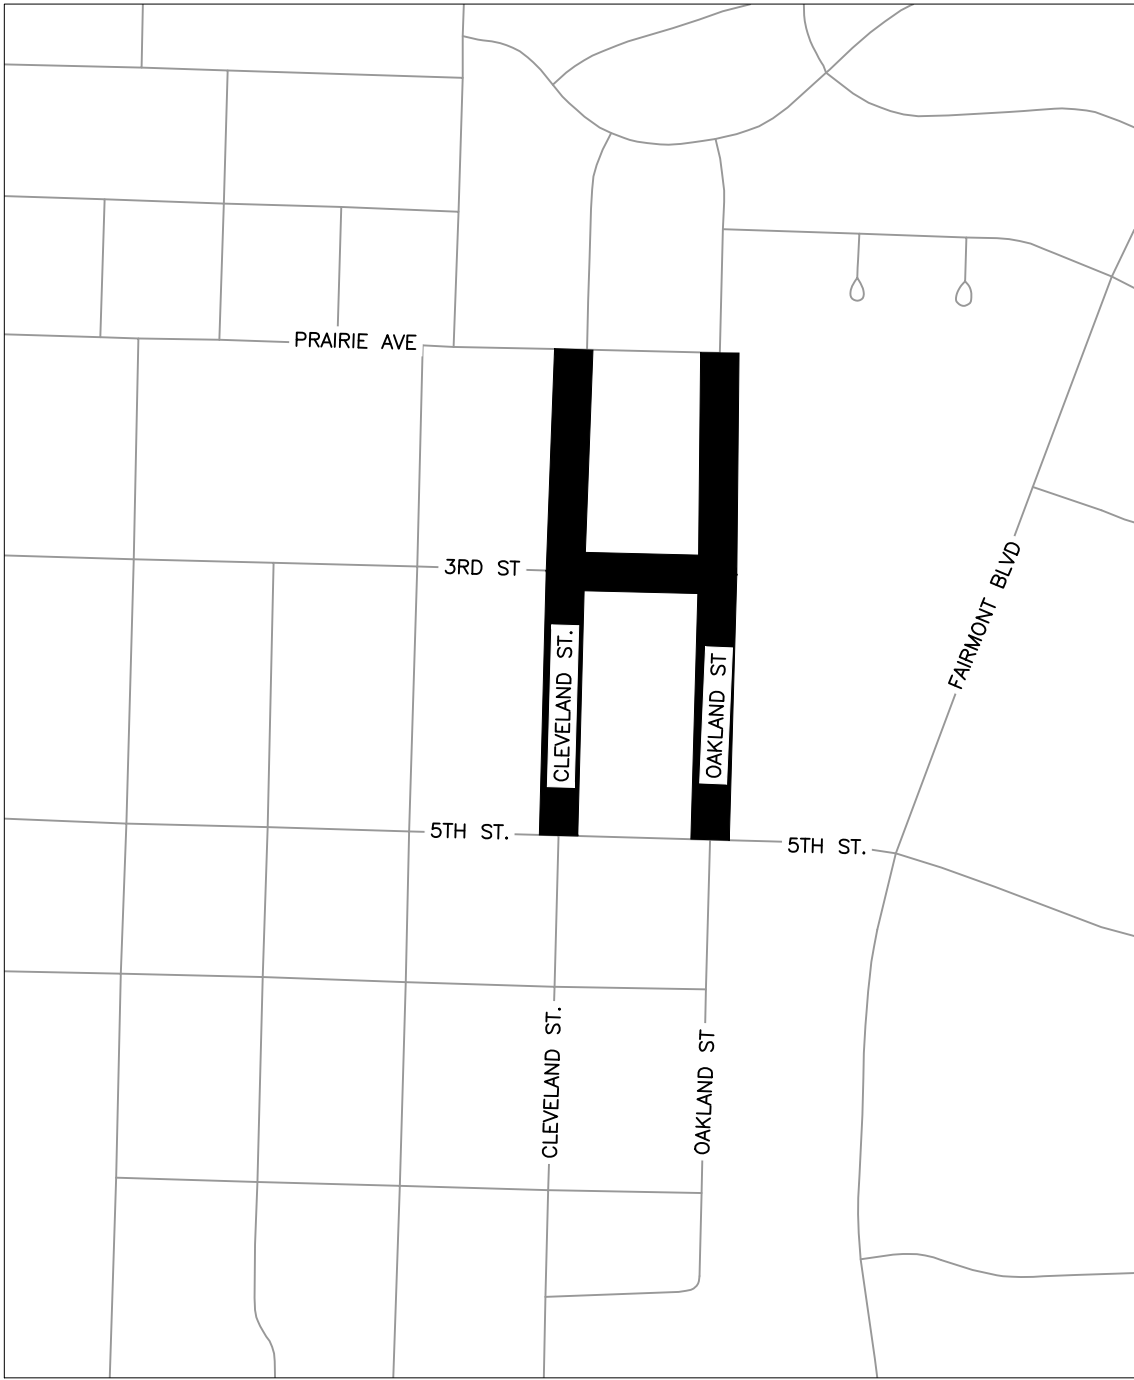 PRAIRIE AVE
3RD ST
FAIRMONT BLVD
CLEVELAND ST.
OAKLAND ST
5TH ST.
5TH ST.
CLEVELAND ST.
OAKLAND ST